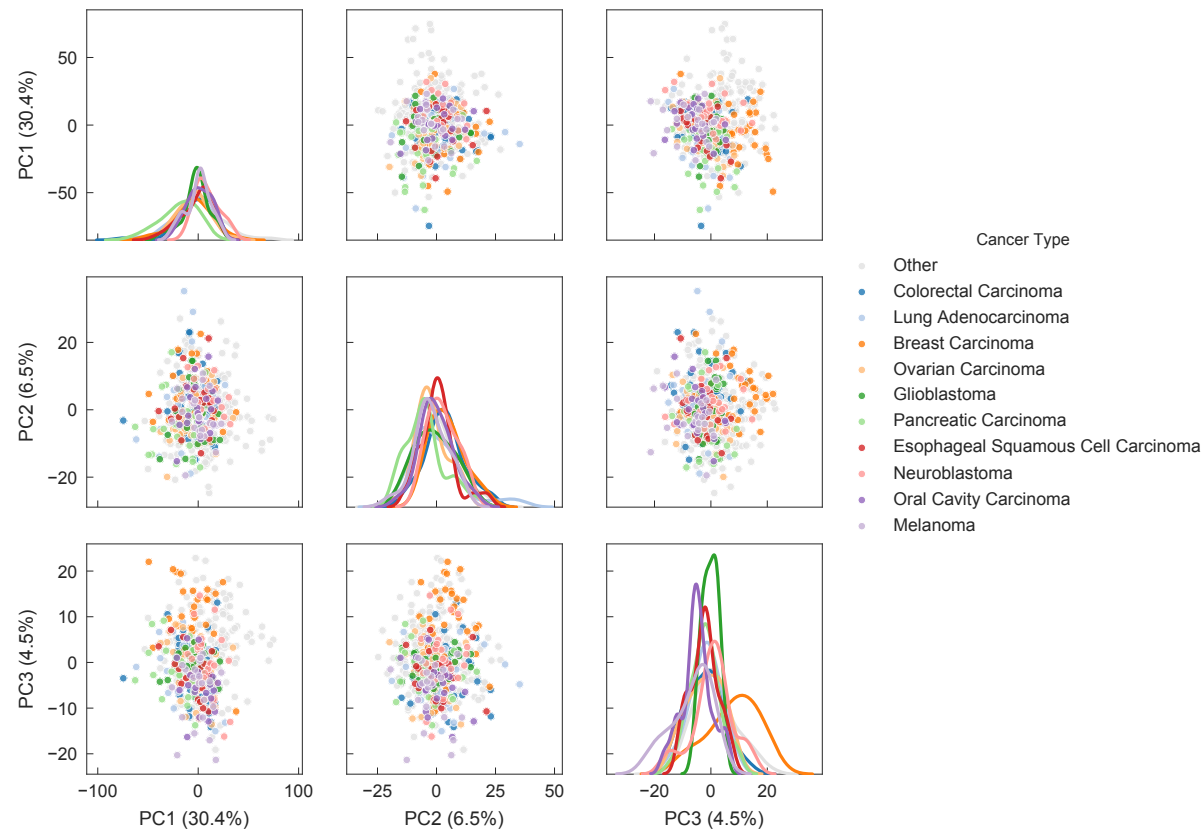 PC1 (30.4%)
50
0
−50
PC2 (6.5%)
20
0
−20
PC3 (4.5%)
20
10
0
−10
−20
−100
0
100
PC1 (30.4%)
−25
0
25
50
PC2 (6.5%)
−20
0
20
PC3 (4.5%)
Cancer Type
Other
Colorectal Carcinoma
Lung Adenocarcinoma
Breast Carcinoma
Ovarian Carcinoma
Glioblastoma
Pancreatic Carcinoma
Esophageal Squamous Cell Carcinoma
Neuroblastoma
Oral Cavity Carcinoma
Melanoma